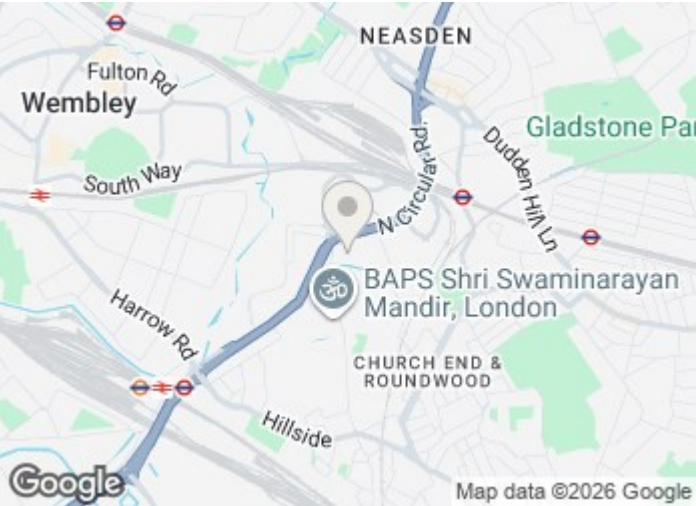 NEASDEN
Fulton Rd
Wembley
Gladstone Par
Dudden Hill Ln
N Circular Rd.
South Way
BAPS Shri Swaminarayan
Mandir, London
Harrow Rd
CHURCH END &
ROUNDWOOD
Hillside
Google
Map data ©2026 Google